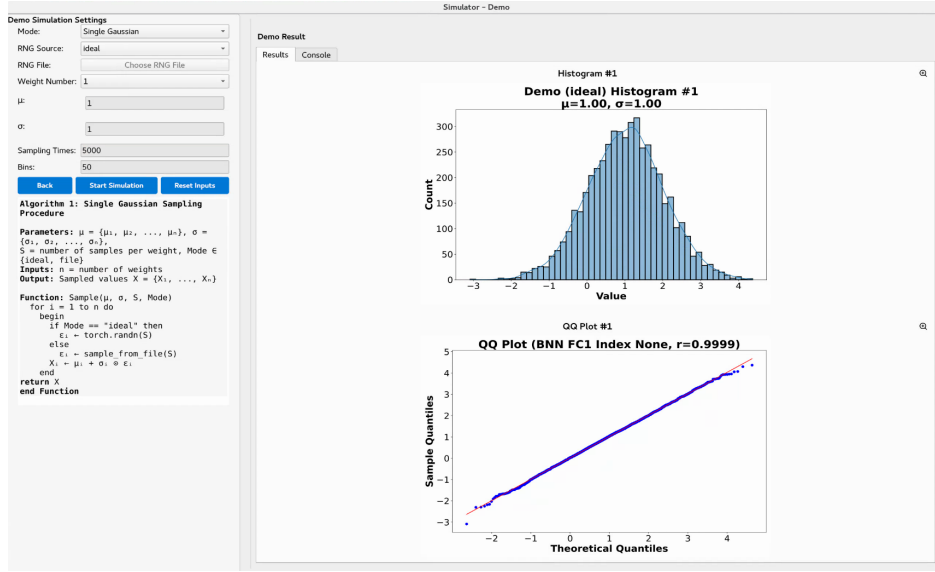 Simulator – Demo
Demo Simulation Settings
Mode: Single Gaussian
RNG Source: ideal
RNG File: Choose RNG File
Weight Number: 1
μ: 1
σ: 1
Sampling Times: 5000
Bins: 50
Back Start Simulation Reset Inputs
Algorithm 1: Single Gaussian Sampling
Procedure
Parameters: μ = {μ₁, μ₂, ..., μₙ}, σ =
{σ₁, σ₂, ..., σₙ},
S = number of samples per weight, Mode ∈
{ideal, file}
Inputs: n = number of weights
Output: Sampled values X = {X₁, ..., Xₙ}
Function: Sample(μ, σ, S, Mode)
for i = 1 to n do
begin
if Mode == "ideal" then
εᵢ ← torch.randn(S)
else
εᵢ ← sample_from_file(S)
Xᵢ ← μᵢ + σᵢ ⊙ εᵢ
end
return X
end Function
Demo Result
Results Console
Histogram #1
Demo (ideal) Histogram #1
μ=1.00, σ=1.00
Count
300
250
200
150
100
50
0
−3 −2 −1 0 1 2 3 4
Value
QQ Plot #1
QQ Plot (BNN FC1 Index None, r=0.9999)
Sample Quantiles
5
4
3
2
1
0
−1
−2
−3
−2 −1 0 1 2 3 4
Theoretical Quantiles